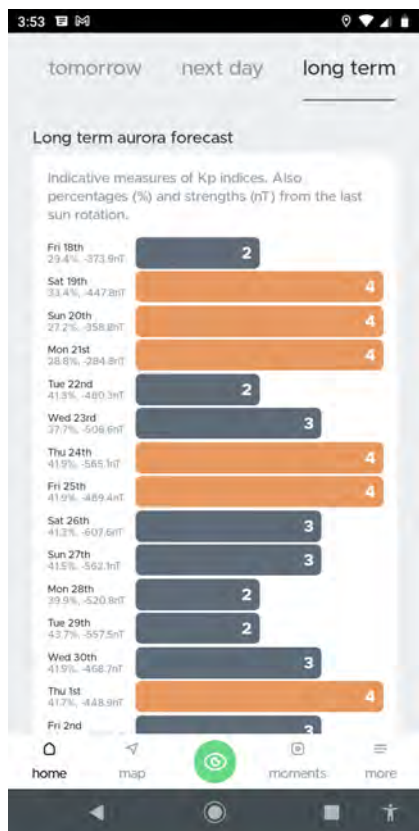 3:53
tomorrow next day long term
Long term aurora forecast
Indicative measures of Kp indices. Also
percentages (%) and strengths (nT) from the last
sun rotation.
Fri 18th
29.4%, -373.9nT
2
Sat 19th
33.4%, -447.8nT
4
Sun 20th
27.2%, -358.8nT
4
Mon 21st
28.8%, -284.8nT
4
Tue 22nd
41.3%, -480.3nT
2
Wed 23rd
37.7%, -506.6nT
3
Thu 24th
41.9%, -565.1nT
4
Fri 25th
41.9%, -489.4nT
4
Sat 26th
41.2%, -607.6nT
3
Sun 27th
41.5%, -562.1nT
3
Mon 28th
39.9%, -520.8nT
2
Tue 29th
43.7%, -557.5nT
2
Wed 30th
41.9%, -468.7nT
3
Thu 1st
41.7%, -448.9nT
4
Fri 2nd
3
home map moments more